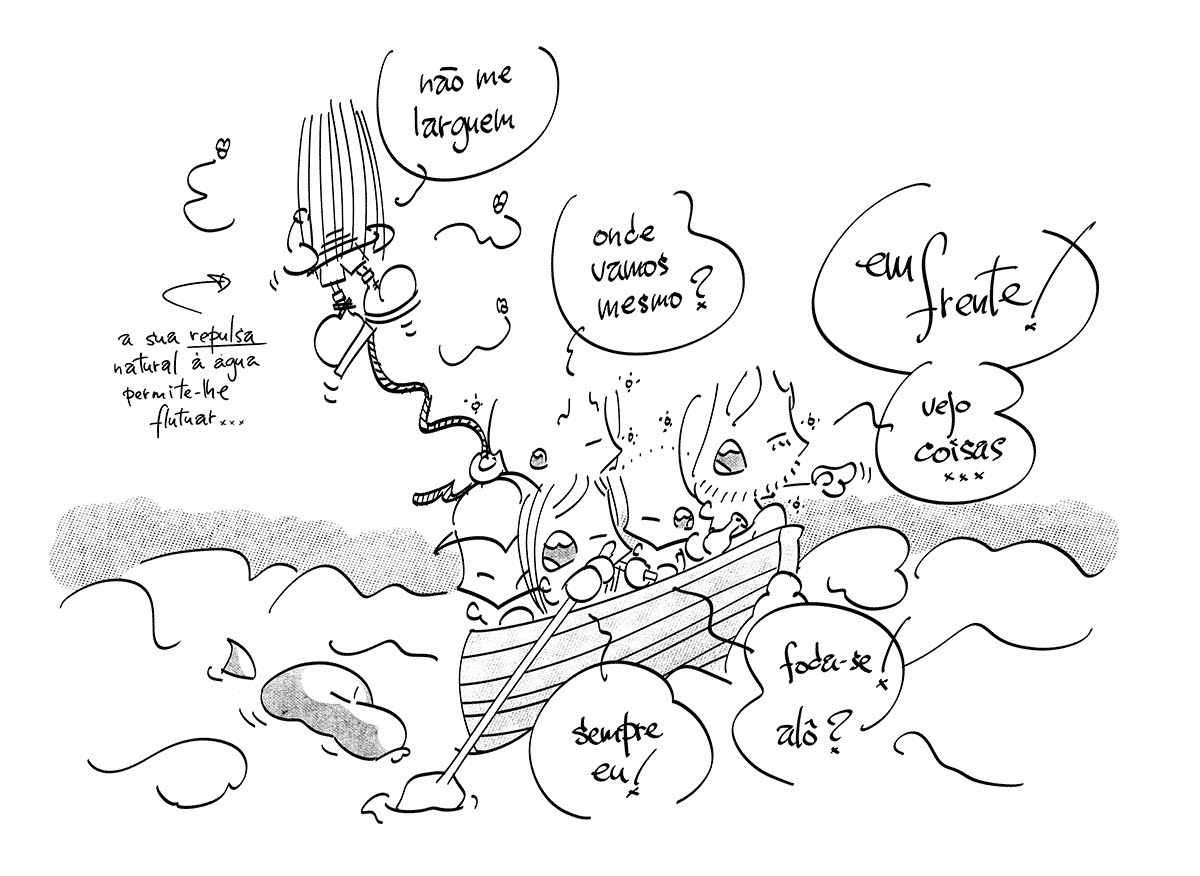 não me
larguem
onde
vamos
mesmo?
em frente!
vejo
coisas
...
a sua repulsa
natural à água
permite-lhe
flutuar...
foda-se!
alô?
sempre
eu!